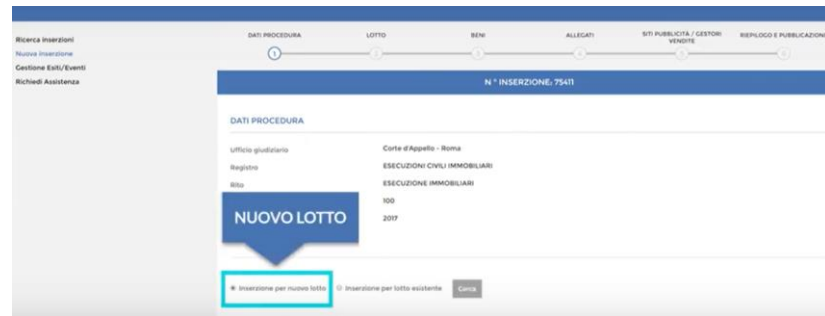 Ricerca Inserzioni
Nuova Inserzione
Gestione Esiti/Eventi
Richiedi Assistenza
DATI PROCEDURA
LOTTO
BENI
ALLEGATI
SITI PUBBLICITÀ / GESTORI VENDITE
RIEPILOGO E PUBBLICAZIONE
1
N ° INSERZIONE: 75411
DATI PROCEDURA
Ufficio giudiziario Corte d'Appello - Roma
Registro ESECUZIONI CIVILI IMMOBILIARI
Rito ESECUZIONE IMMOBILIARI
100
2017
NUOVO LOTTO
Inserzione per nuovo lotto Inserzione per lotto esistente Cerca